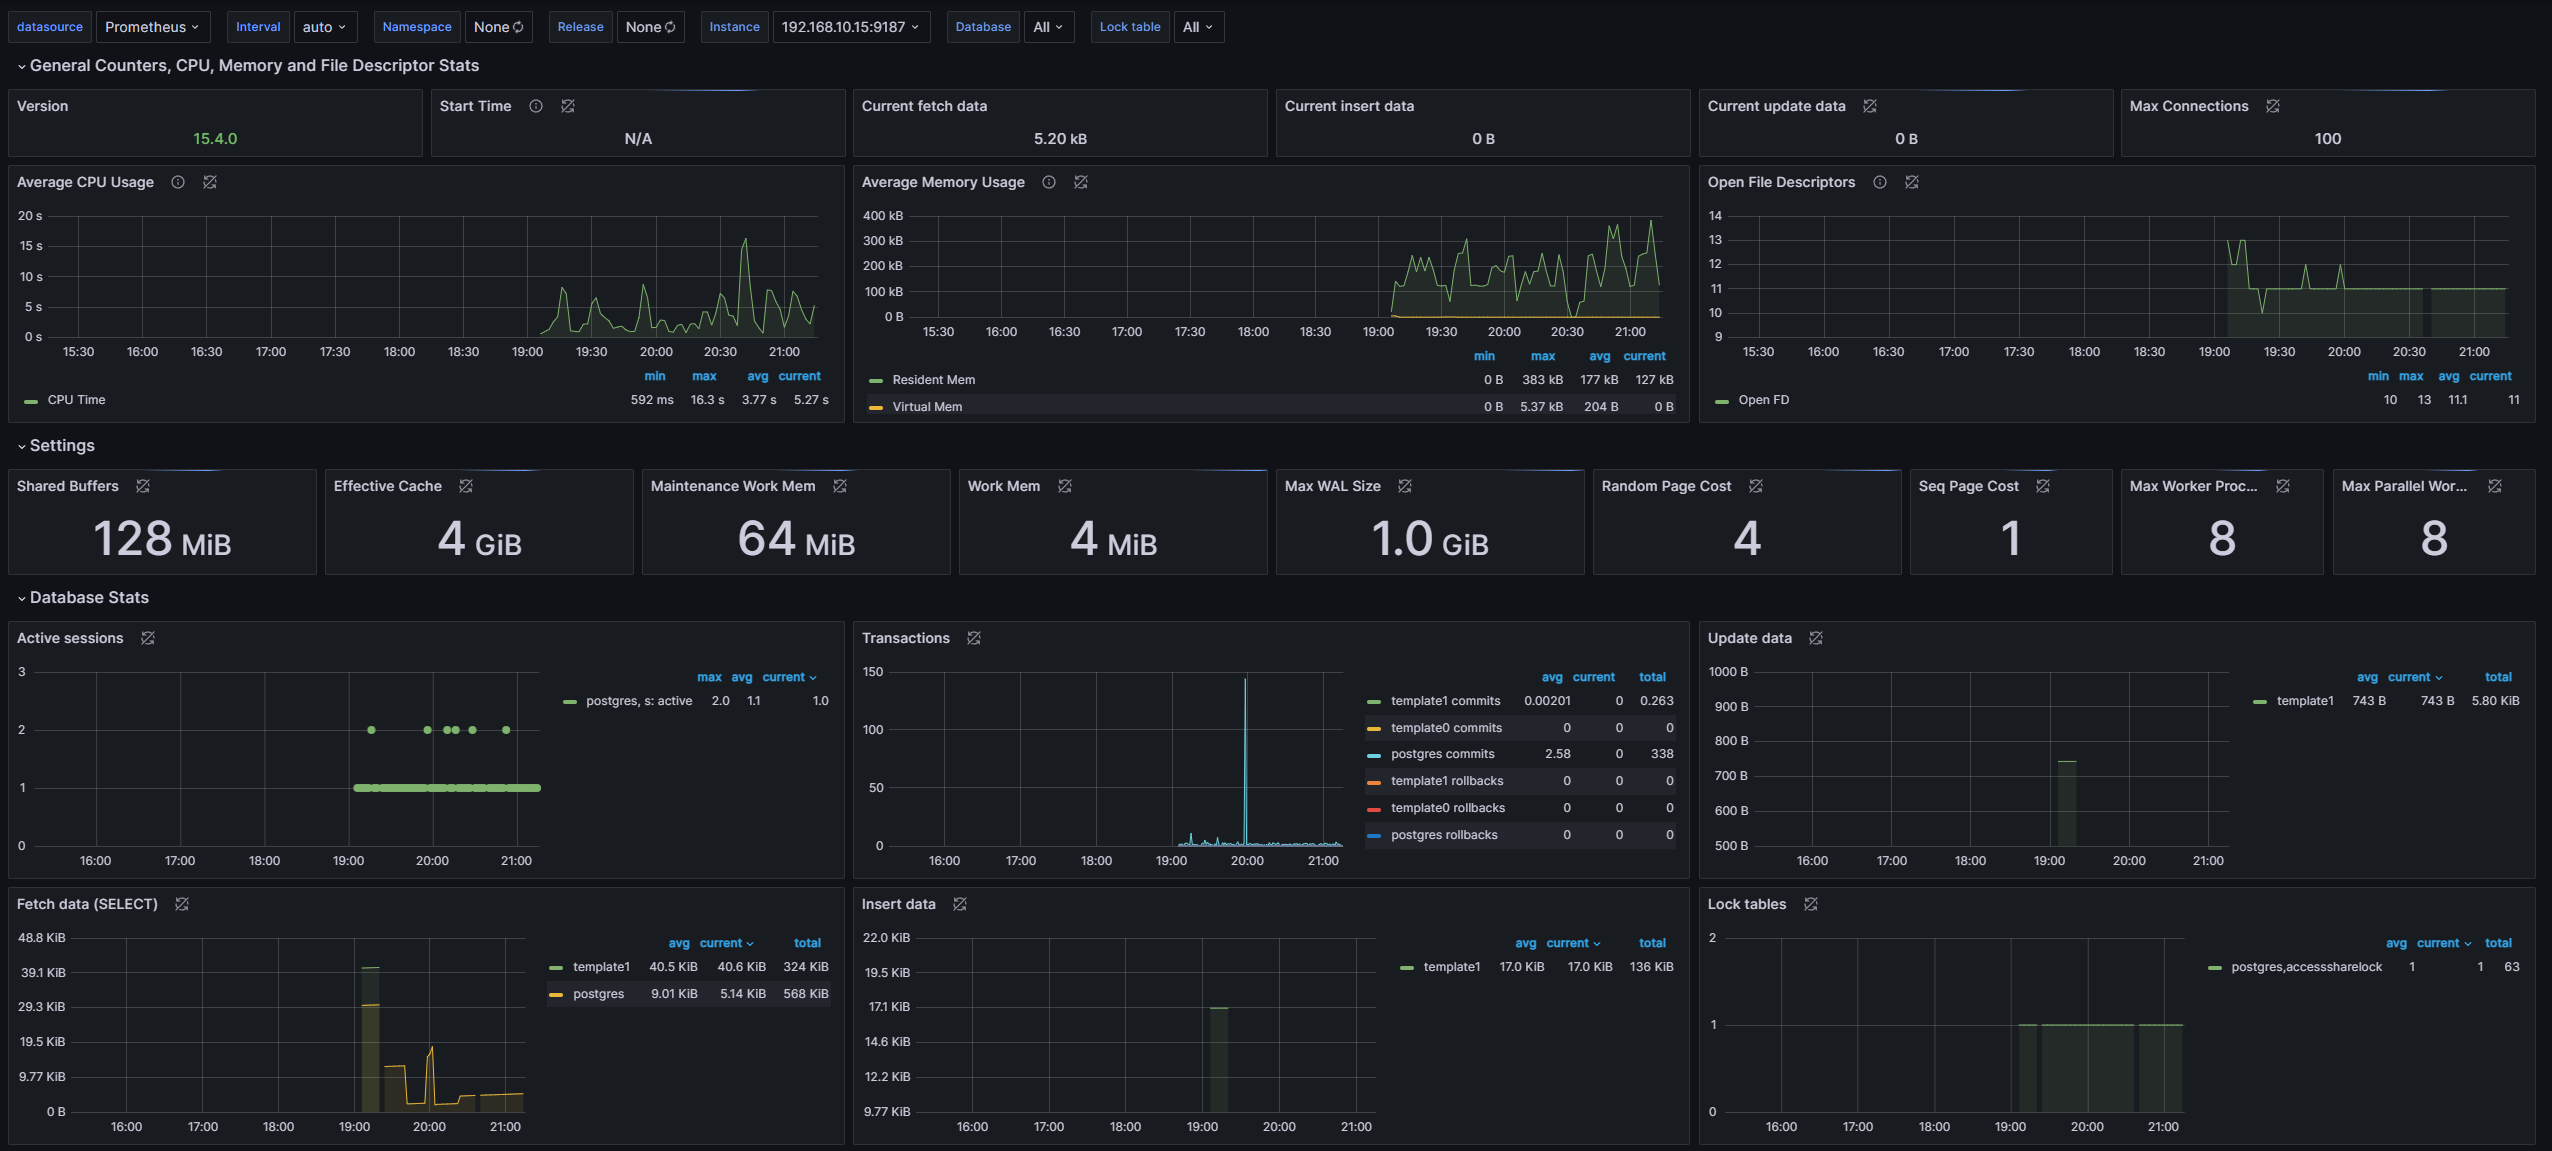 datasource Prometheus Interval auto Namespace None Release None Instance 192.168.10.15:9187 Database All Lock table All
General Counters, CPU, Memory and File Descriptor Stats
Version
15.4.0
Start Time
N/A
Current fetch data
5.20 kB
Current insert data
0 B
Current update data
0 B
Max Connections
100
Average CPU Usage
20 s
15 s
10 s
5 s
0 s
15:30 16:00 16:30 17:00 17:30 18:00 18:30 19:00 19:30 20:00 20:30 21:00
min max avg current
CPU Time 592 ms 16.3 s 3.77 s 5.27 s
Average Memory Usage
400 kB
300 kB
200 kB
100 kB
0 B
15:30 16:00 16:30 17:00 17:30 18:00 18:30 19:00 19:30 20:00 20:30 21:00
min max avg current
Resident Mem 0 B 383 kB 177 kB 127 kB
Virtual Mem 0 B 5.37 kB 204 B 0 B
Open File Descriptors
14
13
12
11
10
9
15:30 16:00 16:30 17:00 17:30 18:00 18:30 19:00 19:30 20:00 20:30 21:00
min max avg current
Open FD 10 13 11.1 11
Settings
Shared Buffers
128 MiB
Effective Cache
4 GiB
Maintenance Work Mem
64 MiB
Work Mem
4 MiB
Max WAL Size
1.0 GiB
Random Page Cost
4
Seq Page Cost
1
Max Worker Proc...
8
Max Parallel Wor...
8
Database Stats
Active sessions
3
2
1
0
16:00 17:00 18:00 19:00 20:00 21:00
max avg current
postgres, s: active 2.0 1.1 1.0
Transactions
150
100
50
0
16:00 17:00 18:00 19:00 20:00 21:00
avg current total
template1 commits 0.00201 0 0.263
template0 commits 0 0 0
postgres commits 2.58 0 338
template1 rollbacks 0 0 0
template0 rollbacks 0 0 0
postgres rollbacks 0 0 0
Update data
1000 B
900 B
800 B
700 B
600 B
500 B
16:00 17:00 18:00 19:00 20:00 21:00
avg current total
template1 743 B 743 B 5.80 KiB
Fetch data (SELECT)
48.8 KiB
39.1 KiB
29.3 KiB
19.5 KiB
9.77 KiB
0 B
16:00 17:00 18:00 19:00 20:00 21:00
avg current total
template1 40.5 KiB 40.6 KiB 324 KiB
postgres 9.01 KiB 5.14 KiB 568 KiB
Insert data
22.0 KiB
19.5 KiB
17.1 KiB
14.6 KiB
12.2 KiB
9.77 KiB
16:00 17:00 18:00 19:00 20:00 21:00
avg current total
template1 17.0 KiB 17.0 KiB 136 KiB
Lock tables
2
1
0
16:00 17:00 18:00 19:00 20:00 21:00
avg current total
postgres,accesssharelock 1 1 63